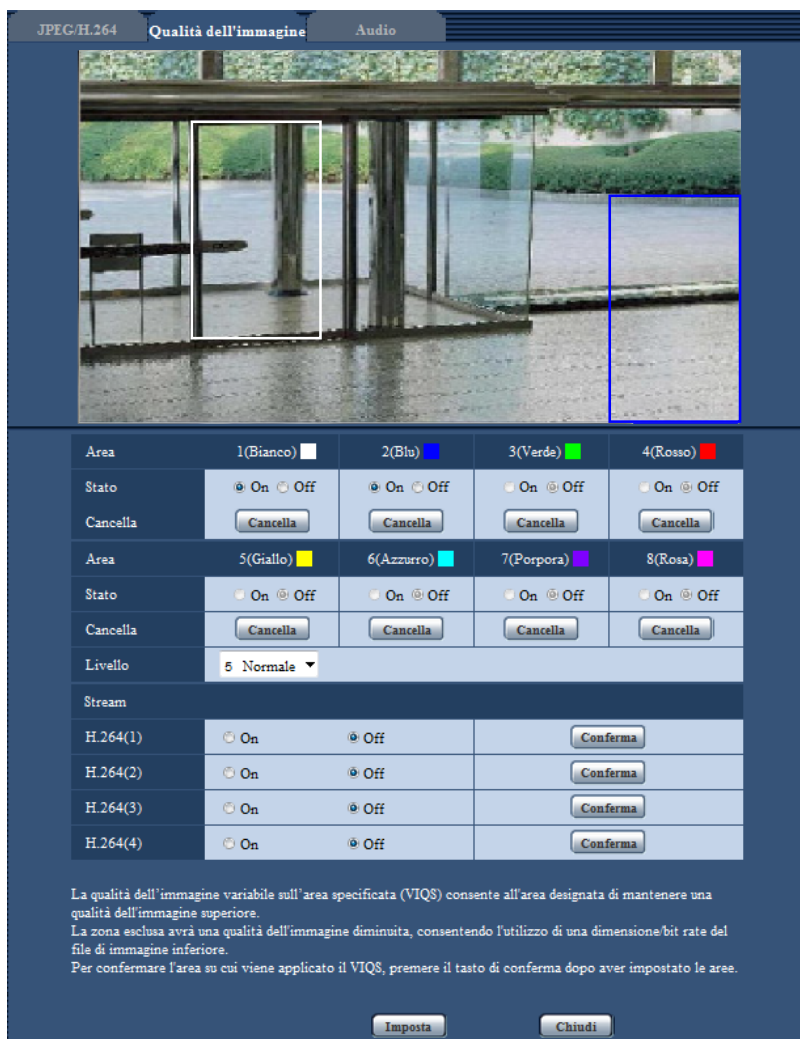 JPEG/H.264 Qualità dell'immagine Audio
Area 1(Bianco) 2(Blu) 3(Verde) 4(Rosso)
Stato On Off On Off On Off On Off
Cancella Cancella Cancella Cancella Cancella
Area 5(Giallo) 6(Azzurro) 7(Porpora) 8(Rosa)
Stato On Off On Off On Off On Off
Cancella Cancella Cancella Cancella Cancella
Livello 5 Normale
Stream
H.264(1) On Off Conferma
H.264(2) On Off Conferma
H.264(3) On Off Conferma
H.264(4) On Off Conferma
La qualità dell'immagine variabile sull'area specificata (VIQS) consente all'area designata di mantenere una
qualità dell'immagine superiore.
La zona esclusa avrà una qualità dell'immagine diminuita, consentendo l'utilizzo di una dimensione/bit rate del
file di immagine inferiore.
Per confermare l'area su cui viene applicato il VIQS, premere il tasto di conferma dopo aver impostato le aree.
Imposta Chiudi